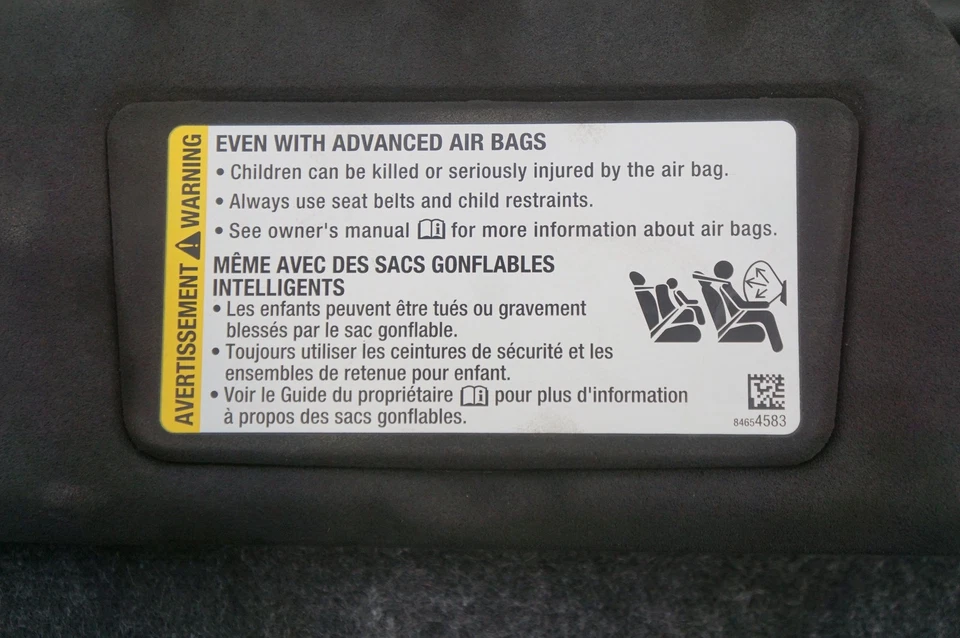 AVERTISSEMENT WARNING
EVEN WITH ADVANCED AIR BAGS
• Children can be killed or seriously injured by the air bag.
• Always use seat belts and child restraints.
• See owner's manual for more information about air bags.
MÊME AVEC DES SACS GONFLABLES
INTELLIGENTS
• Les enfants peuvent être tués ou gravement
blessés par le sac gonflable.
• Toujours utiliser les ceintures de sécurité et les
ensembles de retenue pour enfant.
• Voir le Guide du propriétaire pour plus d'information
à propos des sacs gonflables.
84654583